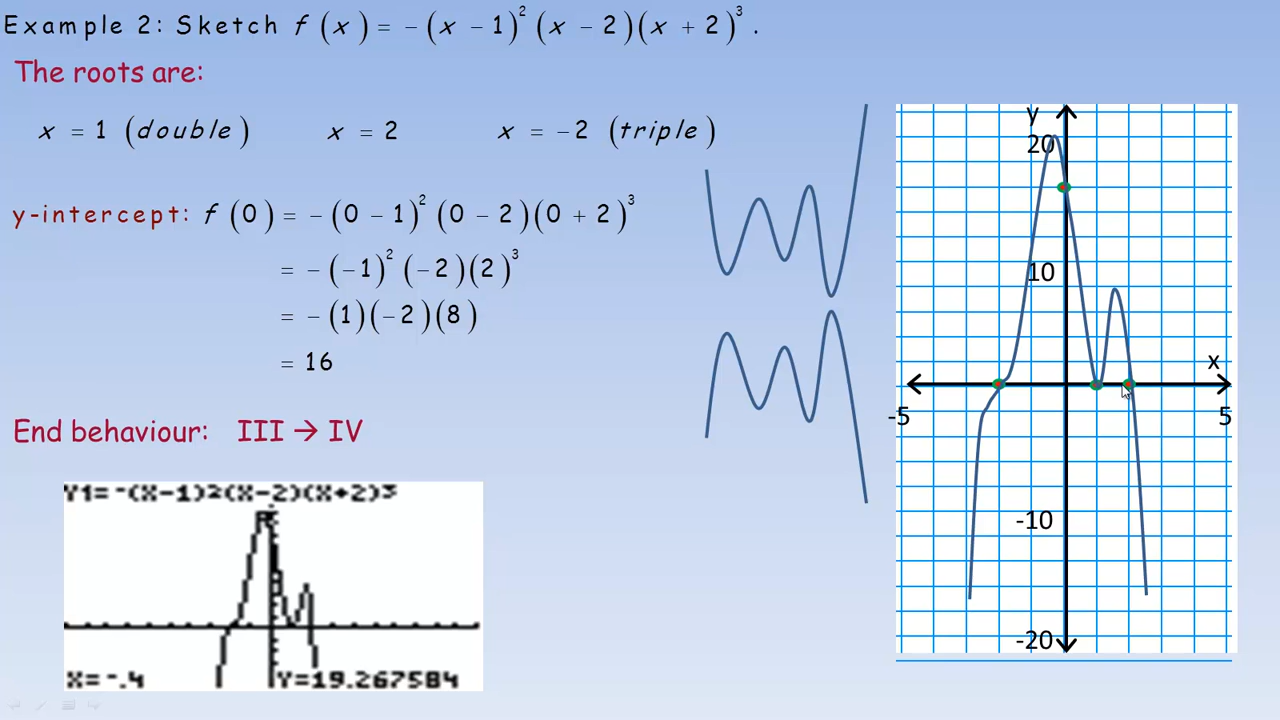 Example 2: Sketch f(x) = −(x − 1)²(x − 2)(x + 2)³.
The roots are:
x = 1 (double) x = 2 x = −2 (triple)
y-intercept: f(0) = −(0 − 1)²(0 − 2)(0 + 2)³
= −(−1)²(−2)(2)³
= −(1)(−2)(8)
= 16
End behaviour: III → IV
Y1=-(X-1)2(X-2)(X+2)3
X=-.4 Y=19.267584
y
20
10
x
-5 5
-10
-20